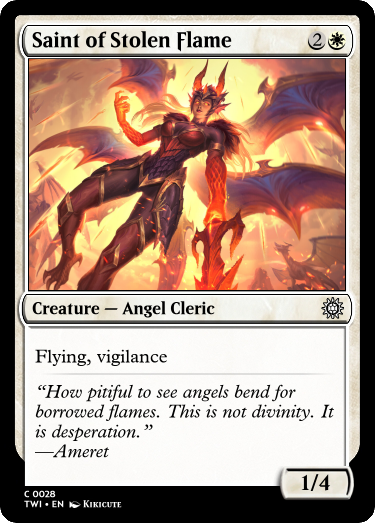 Saint of Stolen Flame 2
Creature — Angel Cleric
Flying, vigilance
“How pitiful to see angels bend for
borrowed flames. This is not divinity. It
is desperation.”
—Ameret
1/4
C 0028
TWI • EN Kikicute